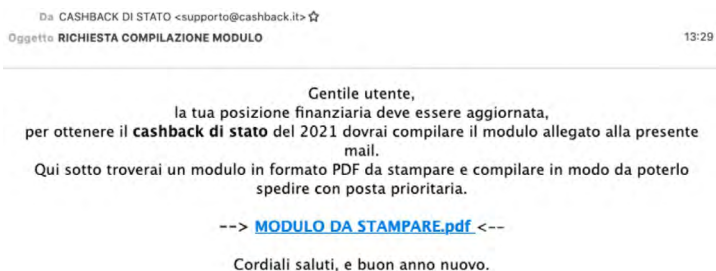 Da CASHBACK DI STATO <supporto@cashback.it> ☆
Oggetto RICHIESTA COMPILAZIONE MODULO 13:29
Gentile utente,
la tua posizione finanziaria deve essere aggiornata,
per ottenere il cashback di stato del 2021 dovrai compilare il modulo allegato alla presente
mail.
Qui sotto troverai un modulo in formato PDF da stampare e compilare in modo da poterlo
spedire con posta prioritaria.
--> MODULO DA STAMPARE.pdf <--
Cordiali saluti, e buon anno nuovo.